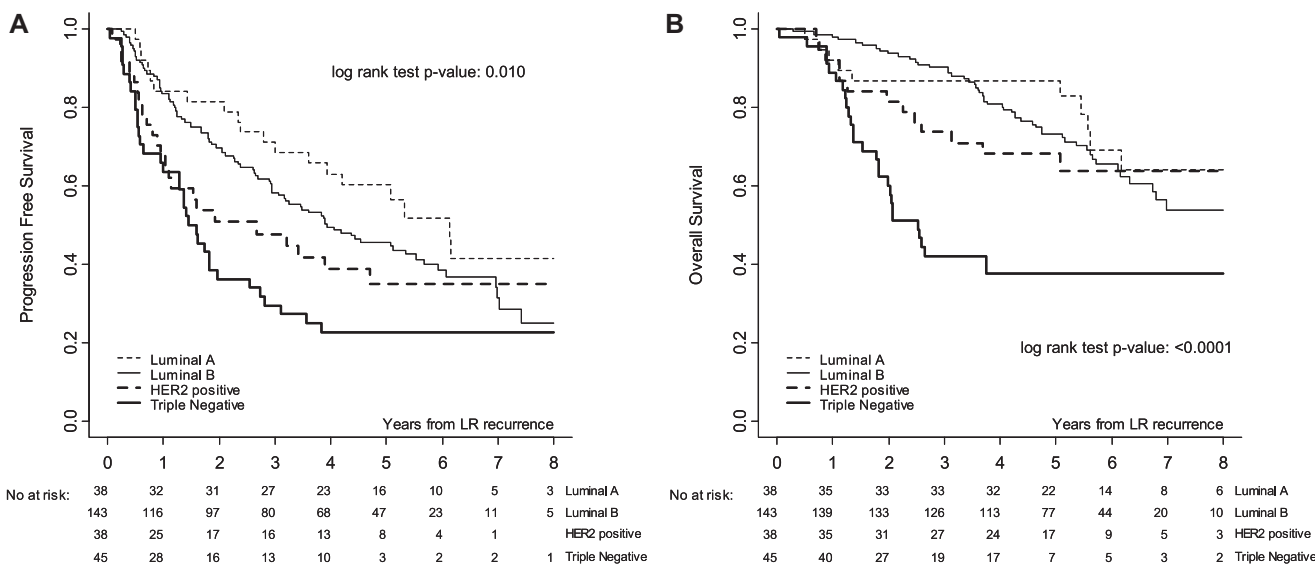 A
Progression Free Survival
0.0 0.2 0.4 0.6 0.8 1.0
log rank test p-value: 0.010
Luminal A
Luminal B
HER2 positive
Triple Negative
Years from LR recurrence
0 1 2 3 4 5 6 7 8
No at risk:
38 32 31 27 23 16 10 5 3 Luminal A
143 116 97 80 68 47 23 11 5 Luminal B
38 25 17 16 13 8 4 1 HER2 positive
45 28 16 13 10 3 2 2 1 Triple Negative
B
Overall Survival
0.0 0.2 0.4 0.6 0.8 1.0
log rank test p-value: <0.0001
Luminal A
Luminal B
HER2 positive
Triple Negative
Years from LR recurrence
0 1 2 3 4 5 6 7 8
No at risk:
38 35 33 33 32 22 14 8 6 Luminal A
143 139 133 126 113 77 44 20 10 Luminal B
38 35 31 27 24 17 9 5 3 HER2 positive
45 40 27 19 17 7 5 3 2 Triple Negative